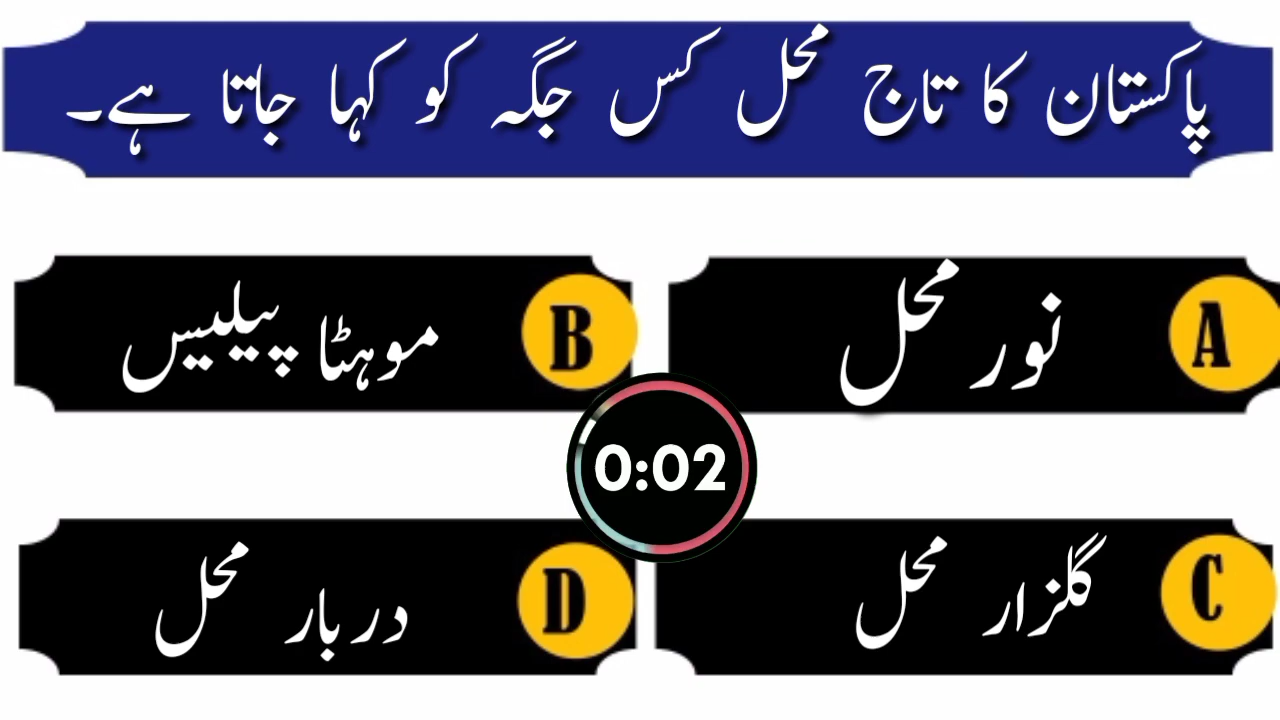 پاکستان کا تاج محل کس جگہ کو کہا جاتا ہے۔
A نور محل
B موہٹا پیلیس
0:02
C گلزار محل
D دربار محل